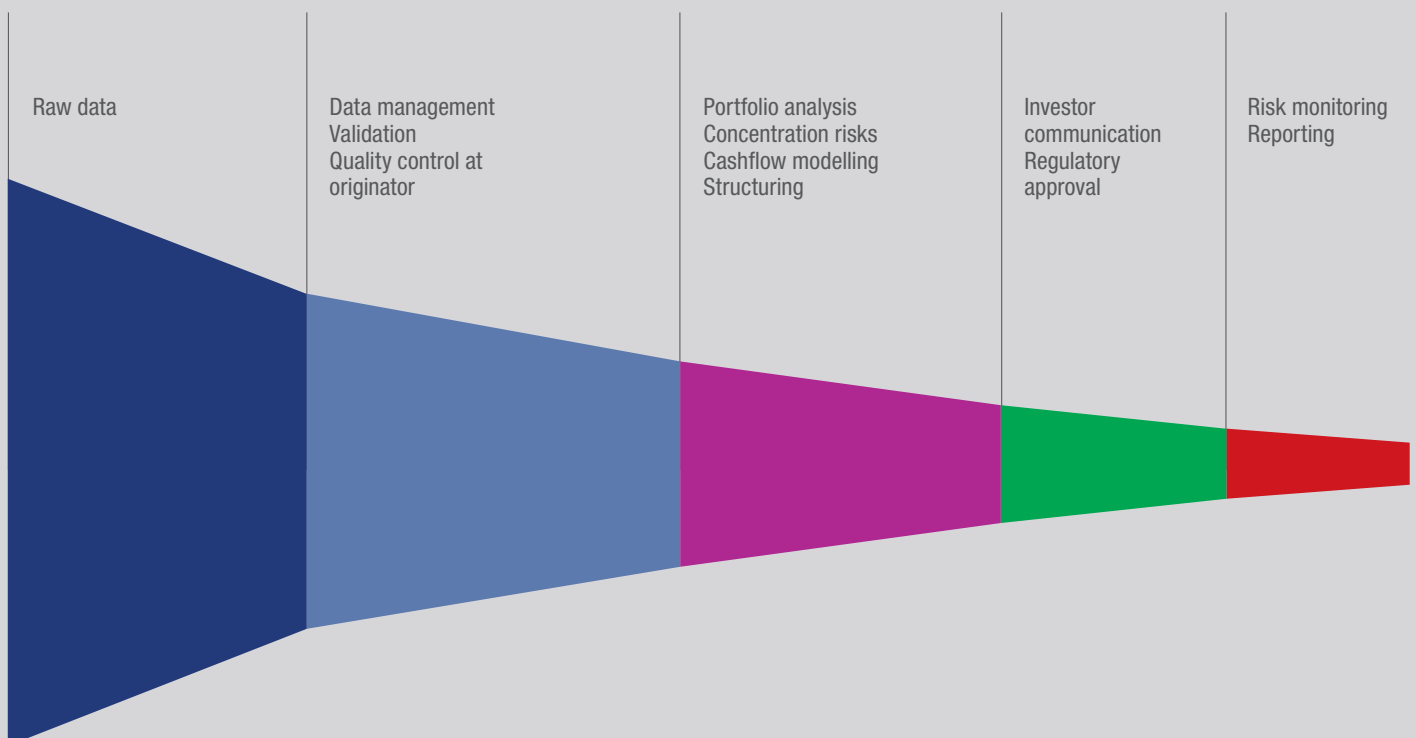 Raw data
Data management
Validation
Quality control at
originator
Portfolio analysis
Concentration risks
Cashflow modelling
Structuring
Investor
communication
Regulatory
approval
Risk monitoring
Reporting